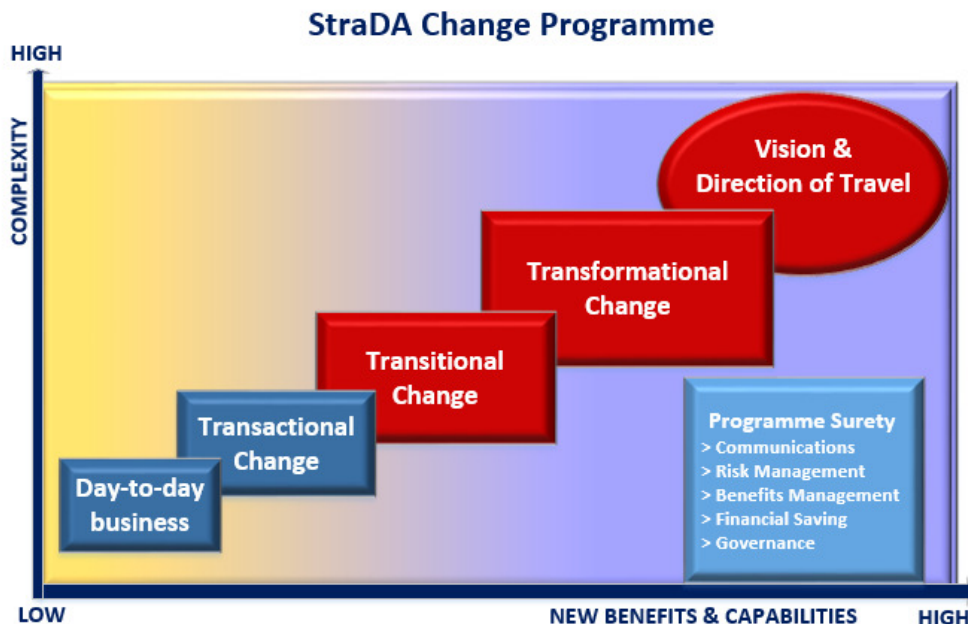 StraDA Change Programme
HIGH
COMPLEXITY
Vision &
Direction of Travel
Transformational
Change
Transitional
Change
Transactional
Change
Day-to-day
business
Programme Surety
> Communications
> Risk Management
> Benefits Management
> Financial Saving
> Governance
LOW
NEW BENEFITS & CAPABILITIES
HIGH